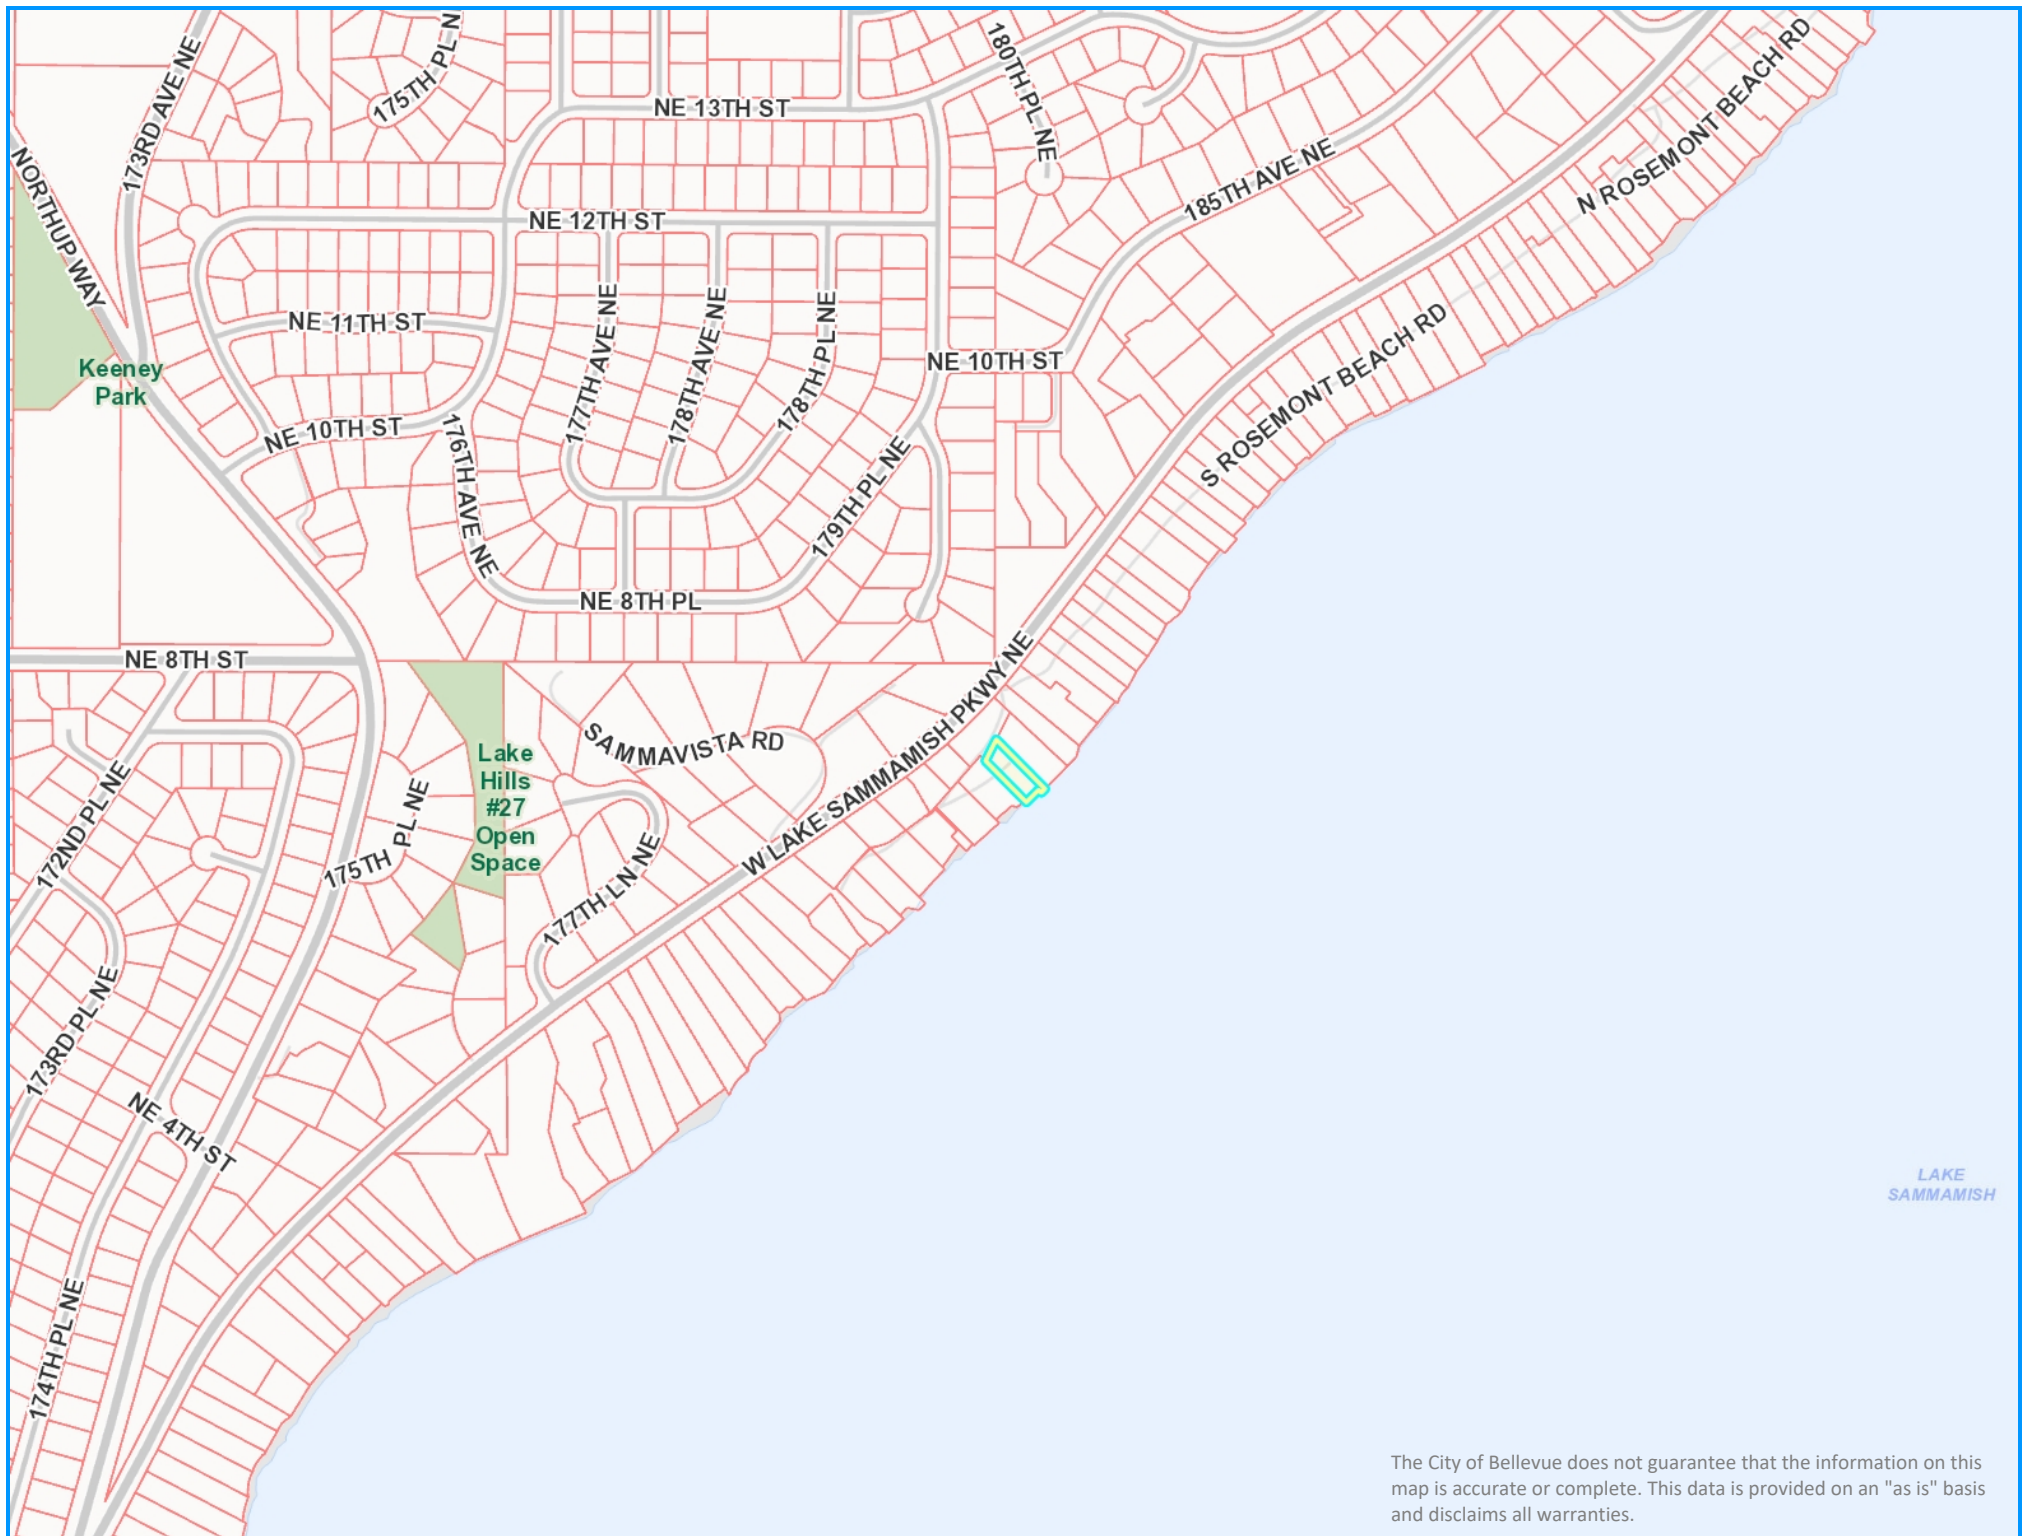 173RD AVE NE
175TH PL N
180TH PL NE
N ROSEMONT BEACH RD
NE 13TH ST
NORTHUP WAY
185TH AVE NE
NE 12TH ST
177TH AVE NE
178TH AVE NE
178TH PL NE
NE 11TH ST
S ROSEMONT BEACH RD
NE 10TH ST
Keeney
Park
NE 10TH ST
176TH AVE NE
179TH PL NE
NE 8TH PL
NE 8TH ST
W LAKE SAMMAMISH PKWY NE
SAMMAVISTA RD
Lake
Hills
#27
Open
Space
172ND PL NE
175TH PL NE
177TH LN NE
173RD PL NE
NE 4TH ST
LAKE
SAMMAMISH
174TH PL NE
The City of Bellevue does not guarantee that the information on this
map is accurate or complete. This data is provided on an "as is" basis
and disclaims all warranties.